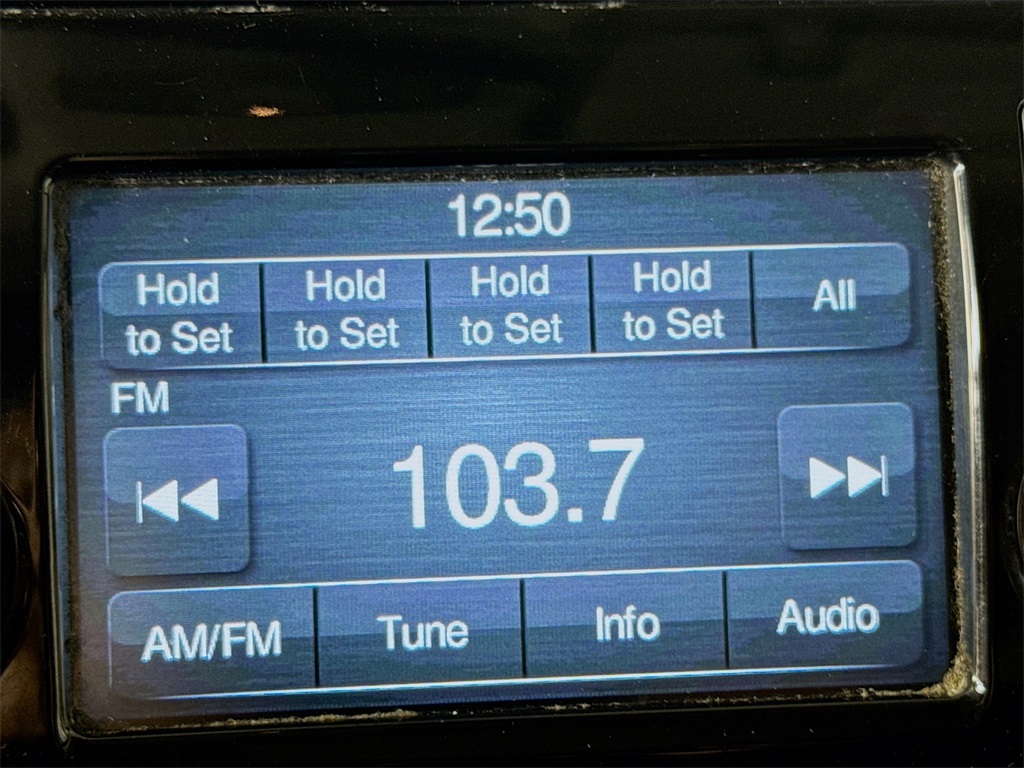 12:50
Hold Hold Hold Hold All
to Set to Set to Set to Set
FM
103.7
AM/FM Tune Info Audio